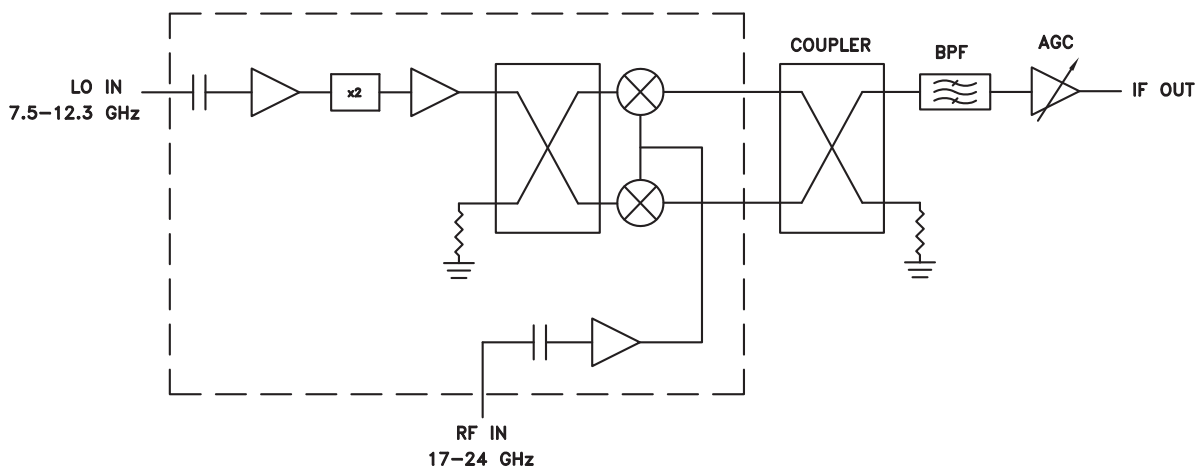 AGC
COUPLER
BPF
LO IN
7.5–12.3 GHz
x2
IF OUT
RF IN
17–24 GHz